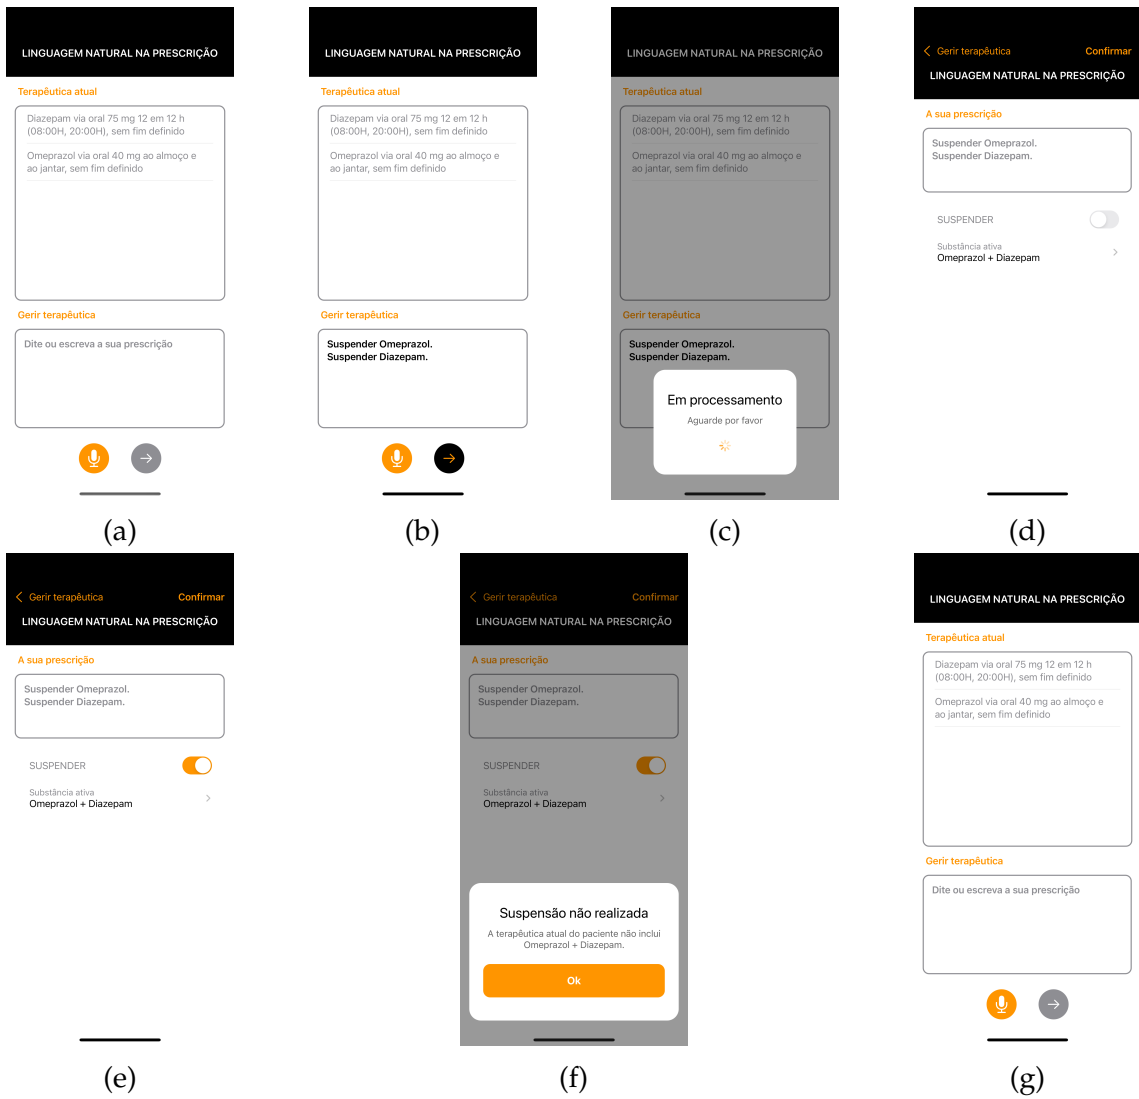 LINGUAGEM NATURAL NA PRESCRIÇÃO
Terapêutica atual
Diazepam via oral 75 mg 12 em 12 h
(08:00H, 20:00H), sem fim definido
Omeprazol via oral 40 mg ao almoço e
ao jantar, sem fim definido
Gerir terapêutica
Dite ou escreva a sua prescrição
(a)
LINGUAGEM NATURAL NA PRESCRIÇÃO
Terapêutica atual
Diazepam via oral 75 mg 12 em 12 h
(08:00H, 20:00H), sem fim definido
Omeprazol via oral 40 mg ao almoço e
ao jantar, sem fim definido
Gerir terapêutica
Suspender Omeprazol.
Suspender Diazepam.
(b)
LINGUAGEM NATURAL NA PRESCRIÇÃO
Terapêutica atual
Diazepam via oral 75 mg 12 em 12 h
(08:00H, 20:00H), sem fim definido
Omeprazol via oral 40 mg ao almoço e
ao jantar, sem fim definido
Gerir terapêutica
Suspender Omeprazol.
Suspender Diazepam.
Em processamento
Aguarde por favor
(c)
Gerir terapêutica Confirmar
LINGUAGEM NATURAL NA PRESCRIÇÃO
A sua prescrição
Suspender Omeprazol.
Suspender Diazepam.
SUSPENDER
Substância ativa
Omeprazol + Diazepam
(d)
Gerir terapêutica Confirmar
LINGUAGEM NATURAL NA PRESCRIÇÃO
A sua prescrição
Suspender Omeprazol.
Suspender Diazepam.
SUSPENDER
Substância ativa
Omeprazol + Diazepam
(e)
Gerir terapêutica Confirmar
LINGUAGEM NATURAL NA PRESCRIÇÃO
A sua prescrição
Suspender Omeprazol.
Suspender Diazepam.
SUSPENDER
Substância ativa
Omeprazol + Diazepam
Suspensão não realizada
A terapêutica atual do paciente não inclui
Omeprazol + Diazepam.
Ok
(f)
LINGUAGEM NATURAL NA PRESCRIÇÃO
Terapêutica atual
Diazepam via oral 75 mg 12 em 12 h
(08:00H, 20:00H), sem fim definido
Omeprazol via oral 40 mg ao almoço e
ao jantar, sem fim definido
Gerir terapêutica
Dite ou escreva a sua prescrição
(g)